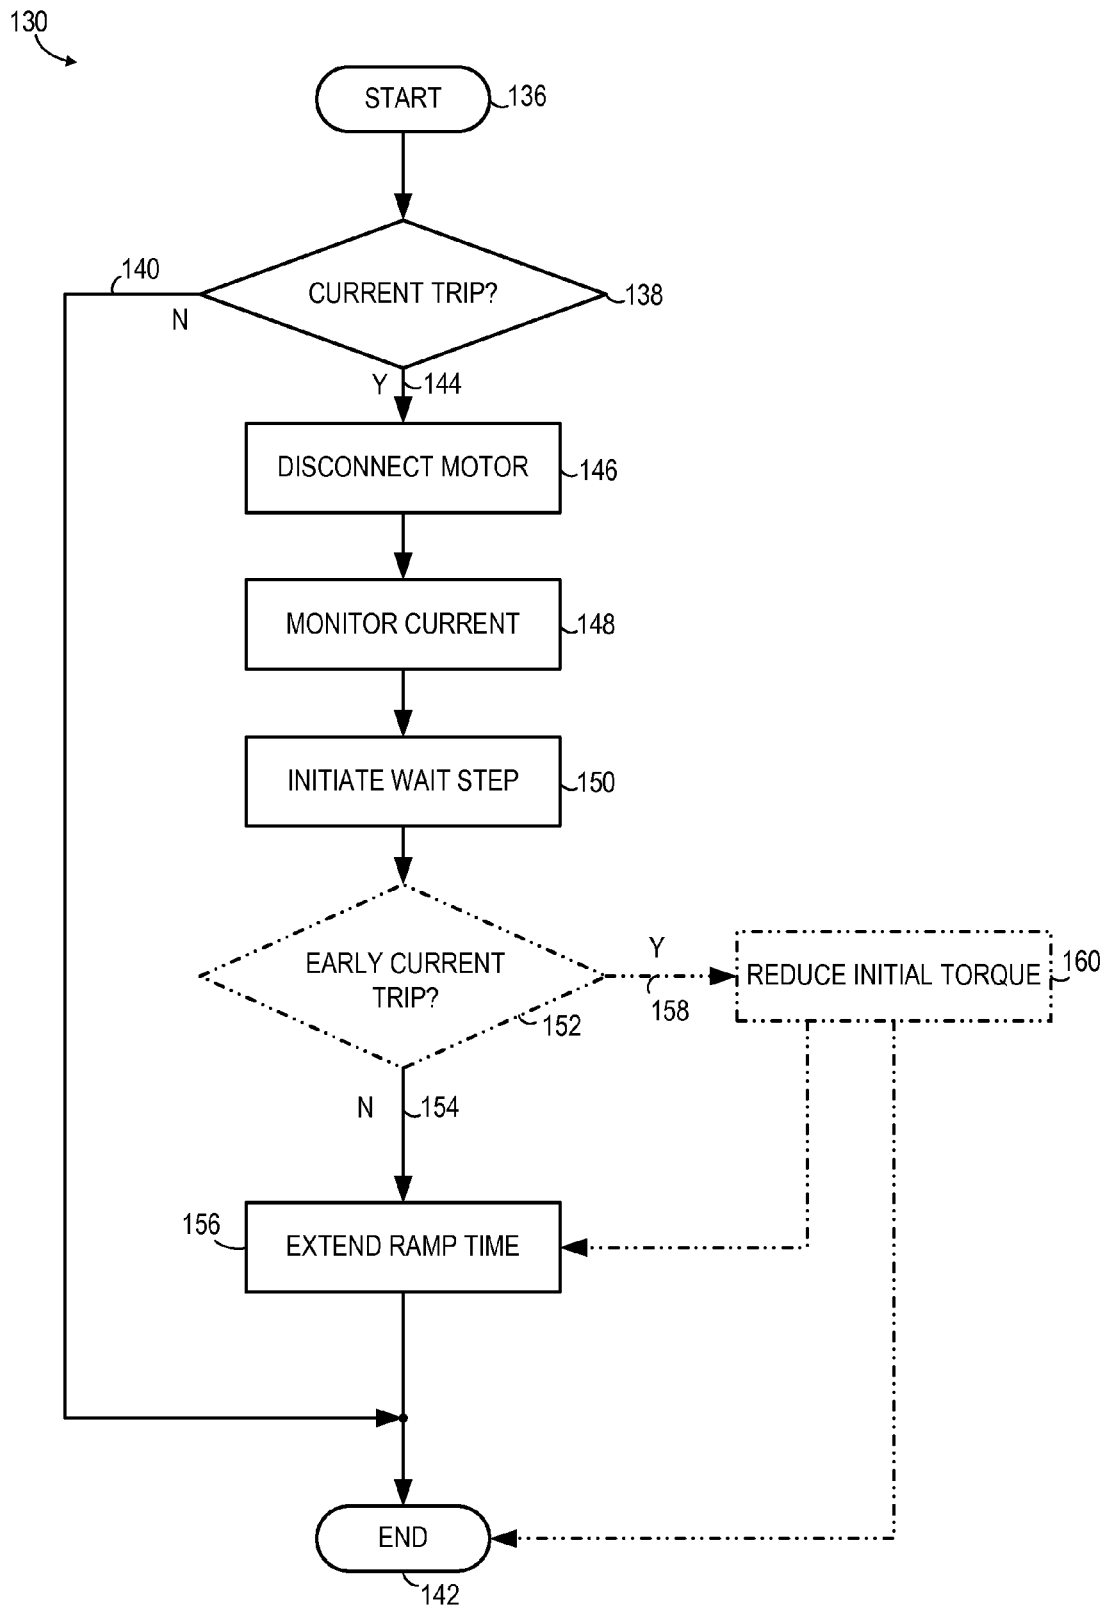 130
START
136
140
CURRENT TRIP?
138
N
Y
144
DISCONNECT MOTOR
146
MONITOR CURRENT
148
INITIATE WAIT STEP
150
EARLY CURRENT
TRIP?
152
Y
158
REDUCE INITIAL TORQUE
160
N
154
156
EXTEND RAMP TIME
END
142